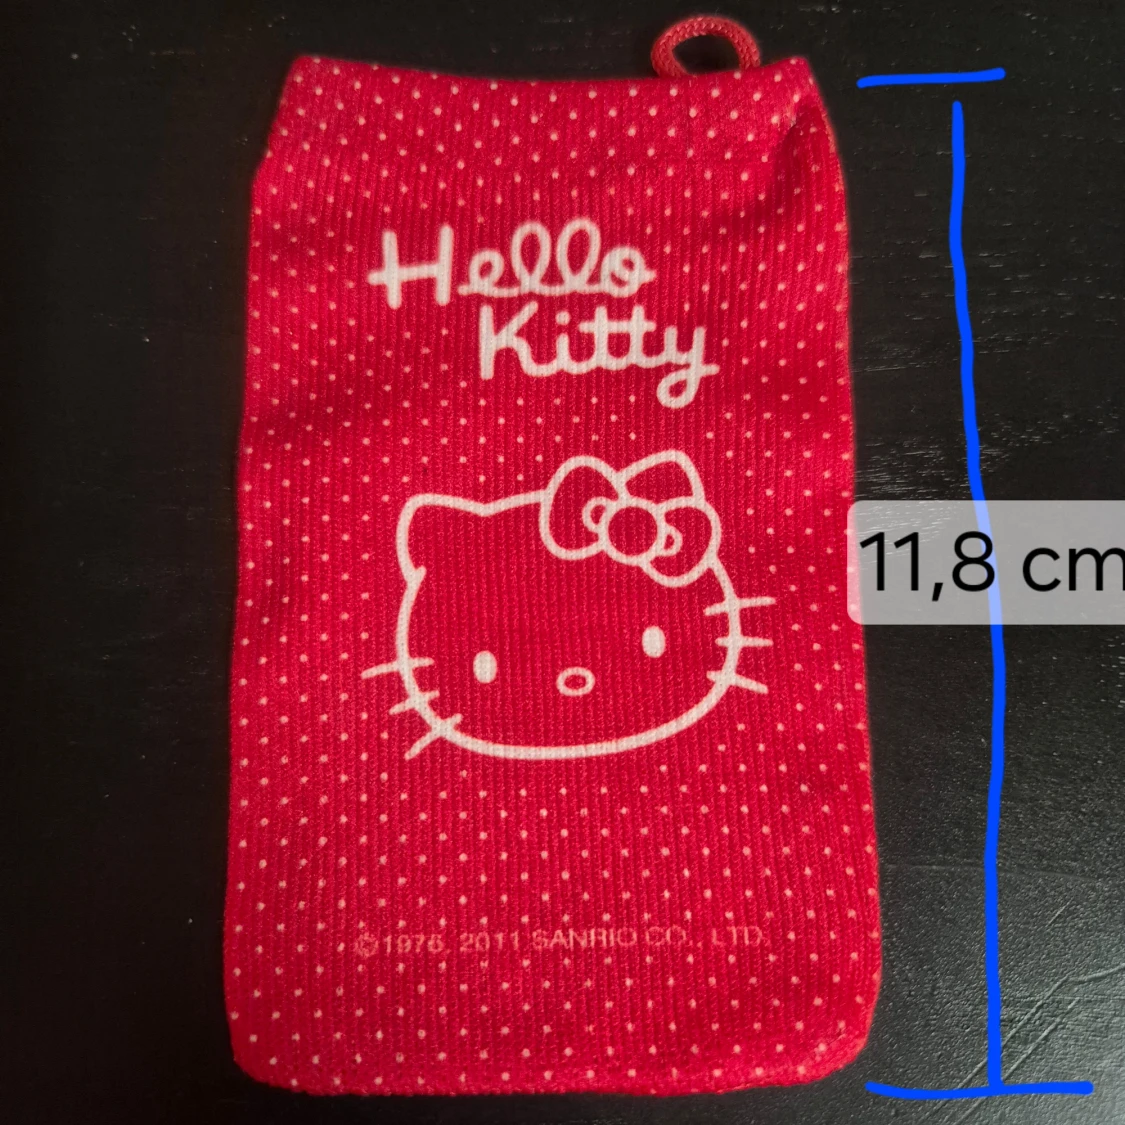 Hello
Kitty
11,8 cm
©1976, 2011 SANRIO CO., LTD.